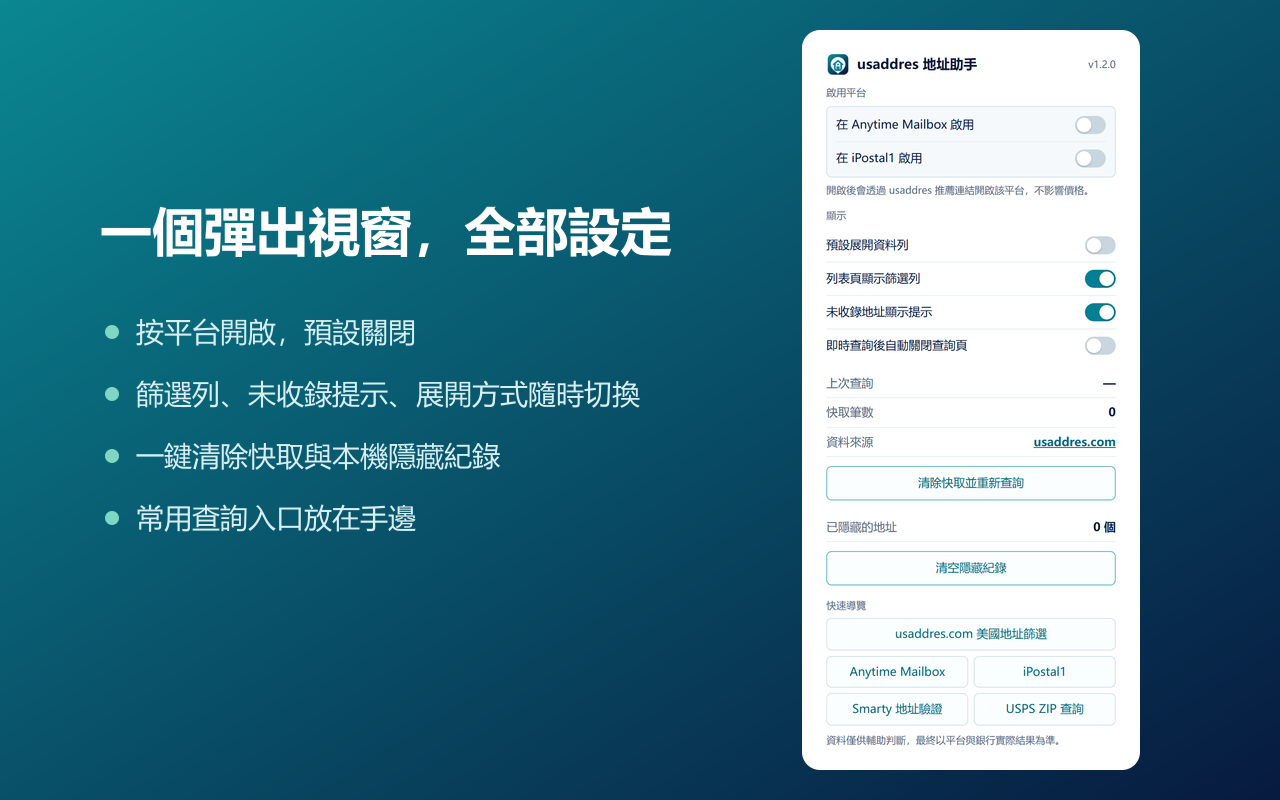 一個彈出視窗，全部設定
按平台開啟，預設關閉
篩選列、未收錄提示、展開方式隨時切換
一鍵清除快取與本機隱藏紀錄
常用查詢入口放在手邊
usaddres 地址助手
v1.2.0
啟用平台
在 Anytime Mailbox 啟用
在 iPostal1 啟用
開啟後會透過 usaddres 推薦連結開啟該平台，不影響價格。
顯示
預設展開資料列
列表頁顯示篩選列
未收錄地址顯示提示
即時查詢後自動關閉查詢頁
上次查詢 —
快取筆數 0
資料來源 usaddres.com
清除快取並重新查詢
已隱藏的地址 0 個
清空隱藏紀錄
快速導覽
usaddres.com 美國地址篩選
Anytime Mailbox iPostal1
Smarty 地址驗證 USPS ZIP 查詢
資料僅供輔助判斷，最終以平台與銀行實際結果為準。